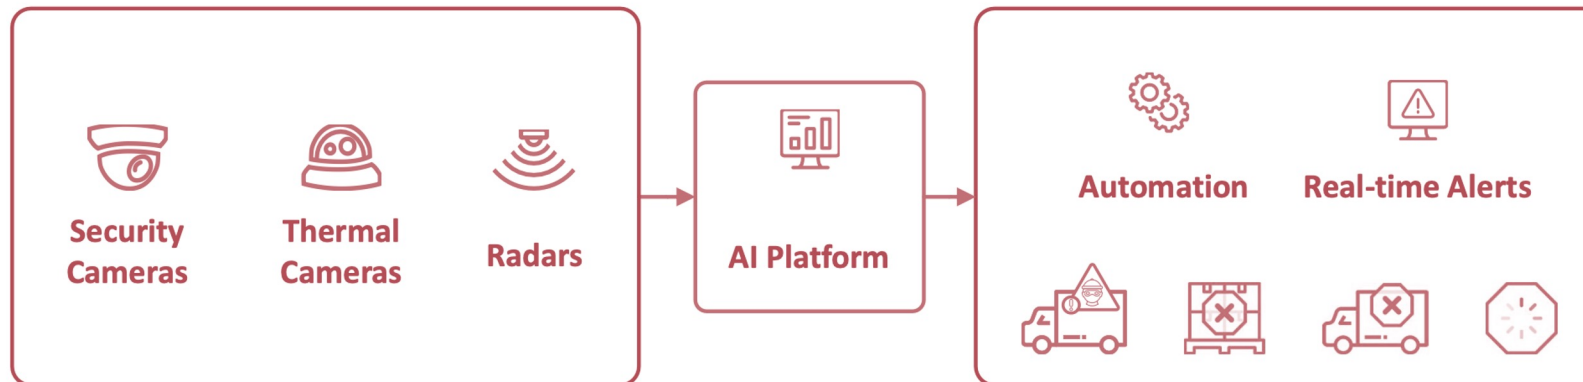 Security
Cameras
Thermal
Cameras
Radars
AI Platform
Automation
Real-time Alerts